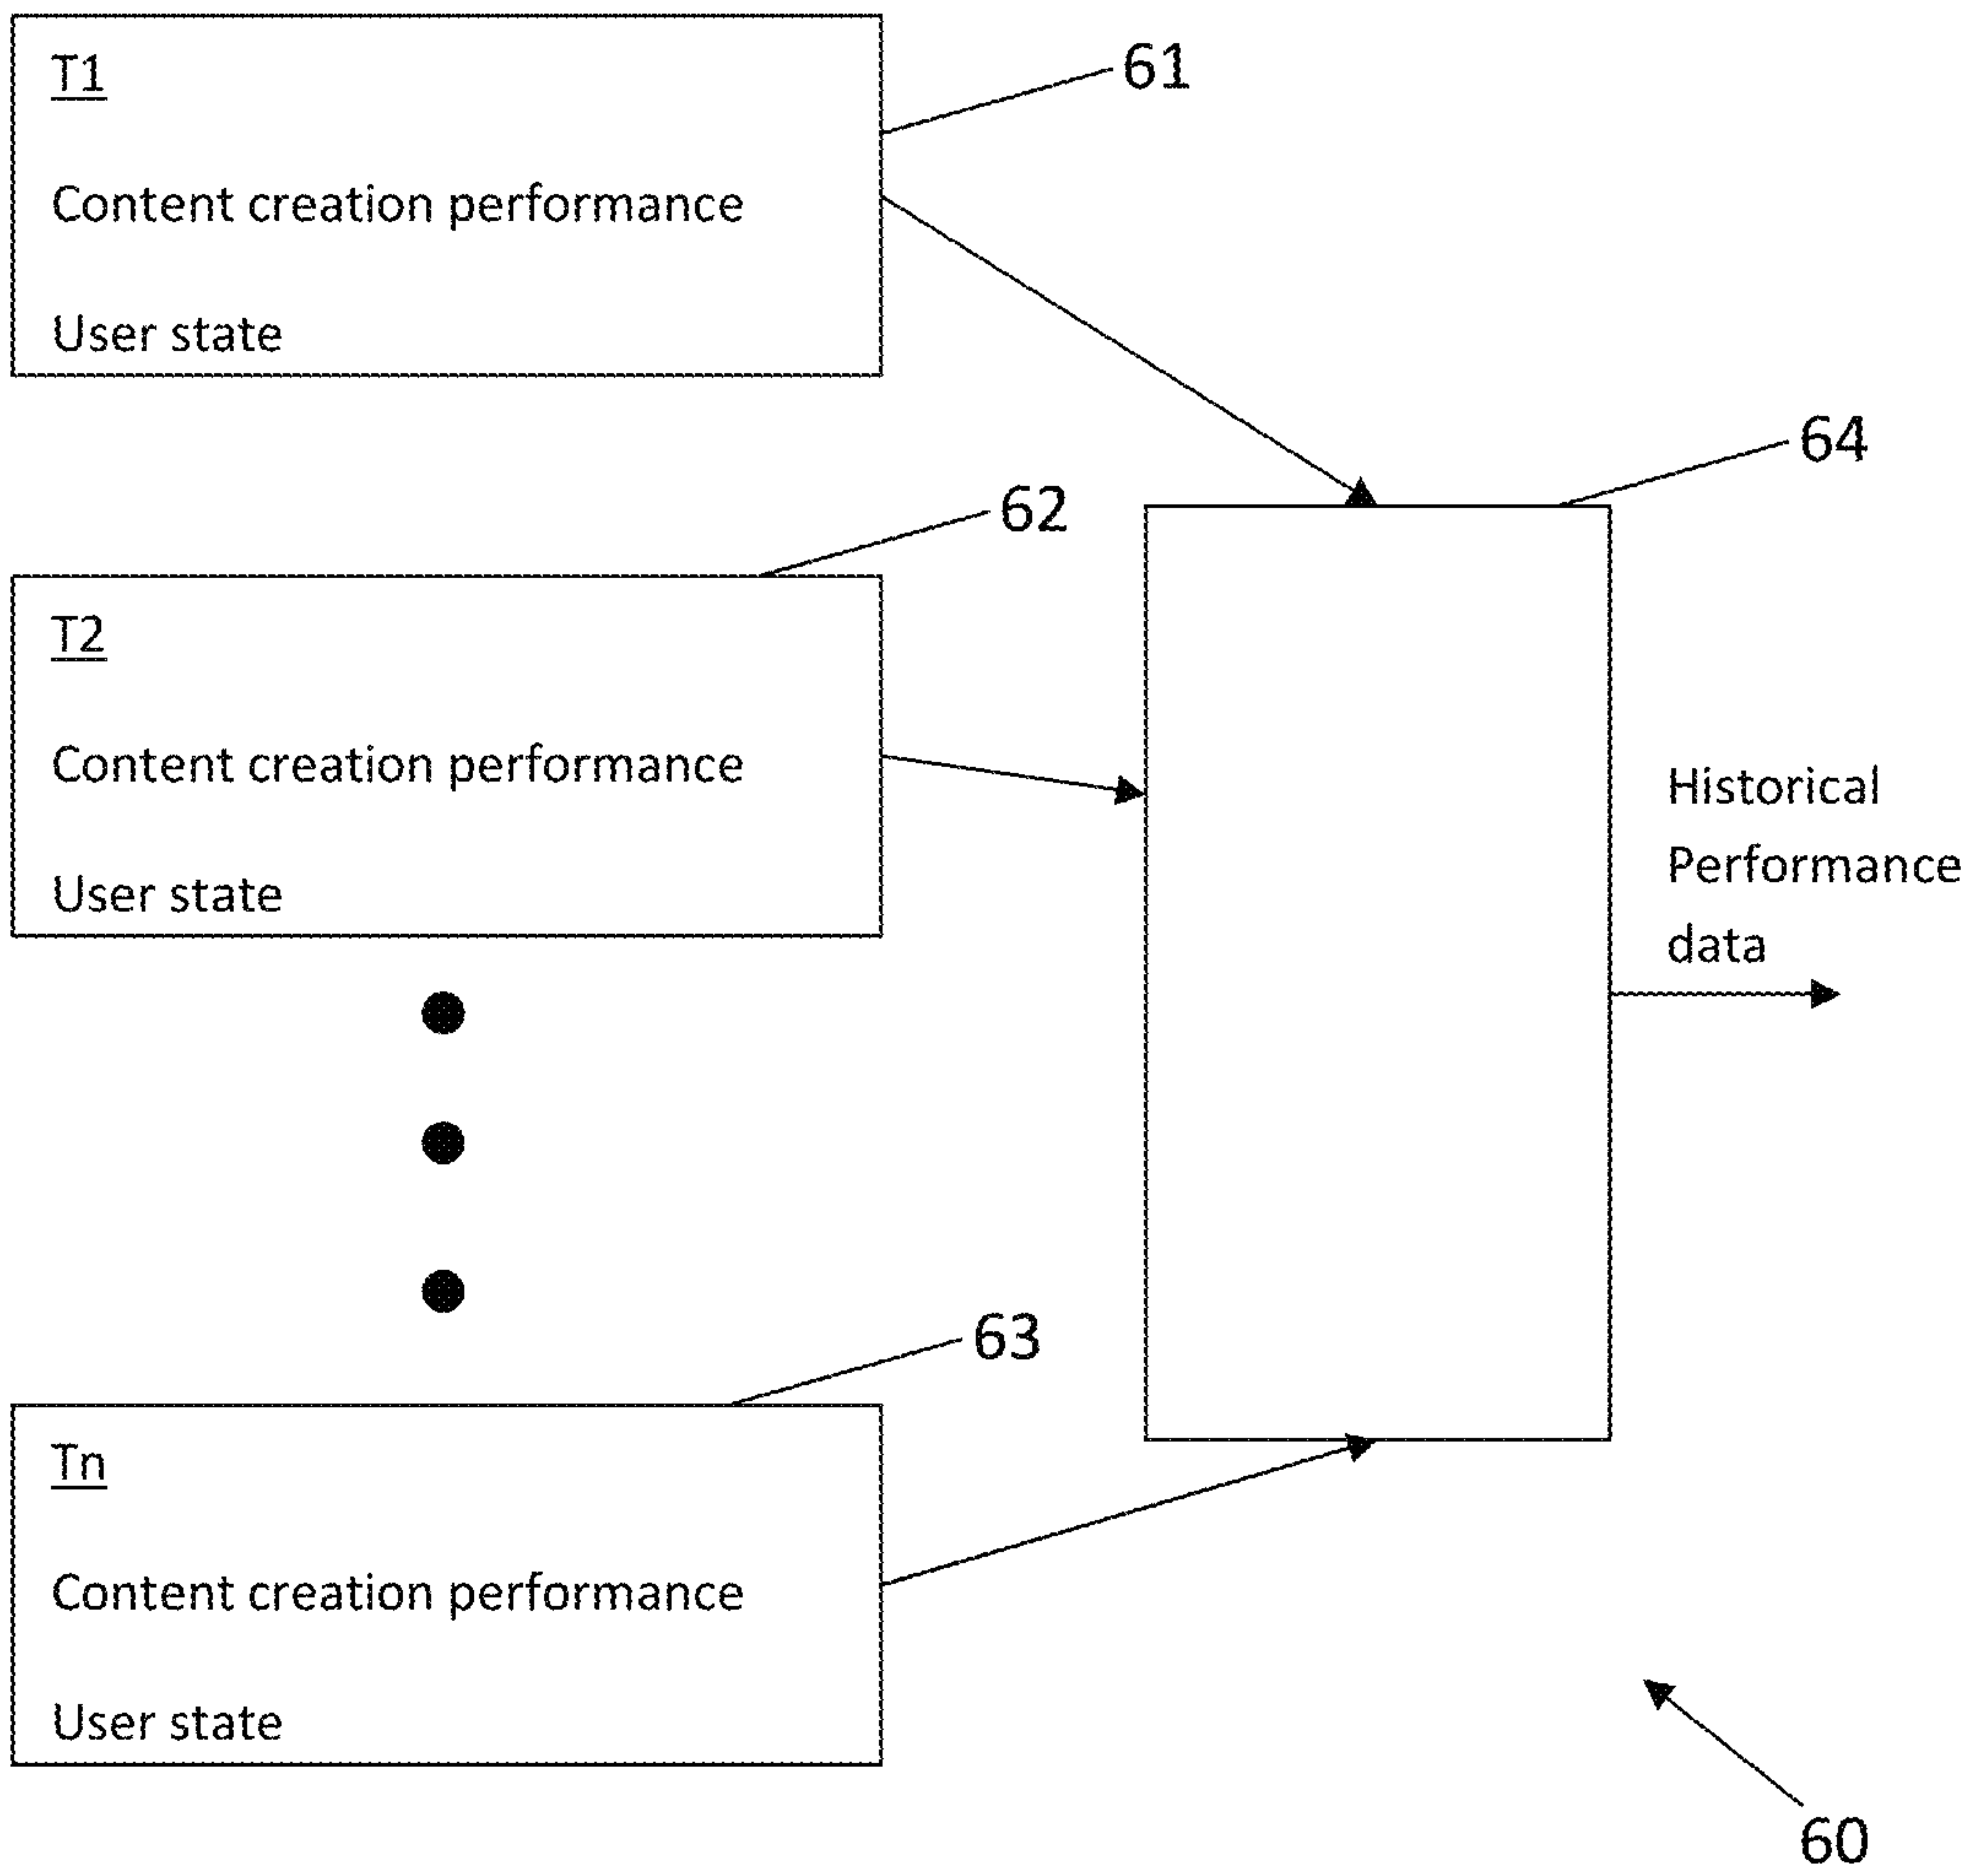 T1
61
Content creation performance
User state
64
62
T2
Content creation performance
User state
Historical
Performance
data
63
Tn
Content creation performance
User state
60